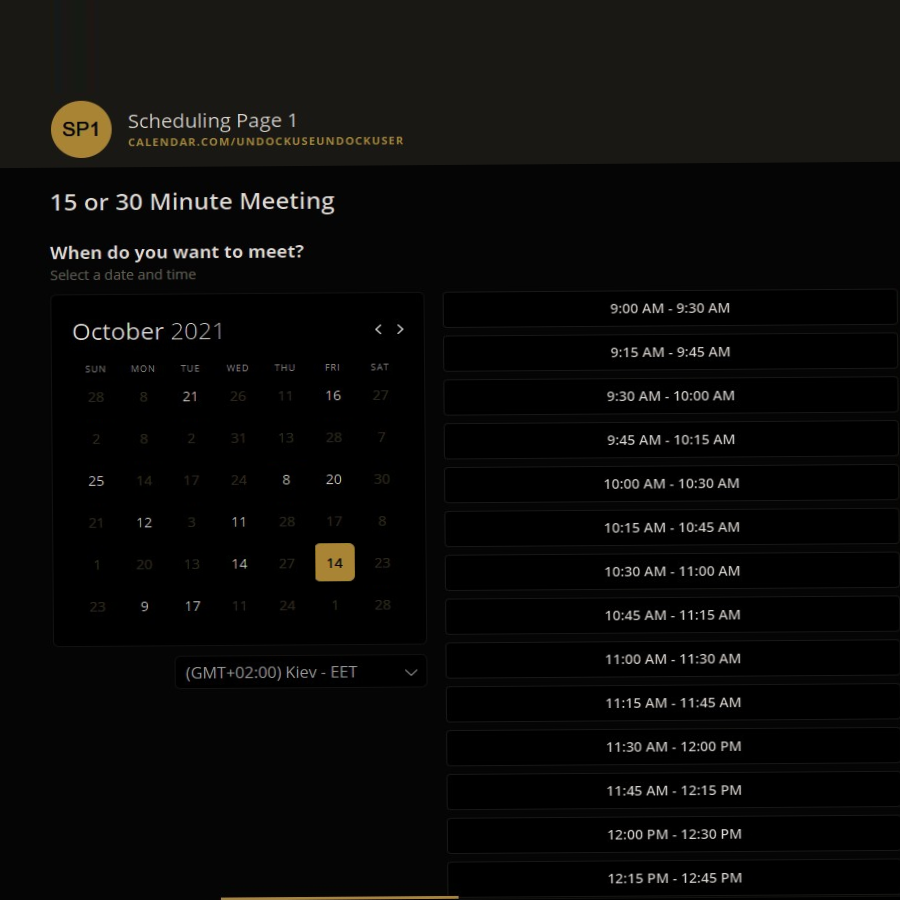 SP1
Scheduling Page 1
CALENDAR.COM/UNDOCKUSEUNDOCKUSER
15 or 30 Minute Meeting
When do you want to meet?
Select a date and time
October 2021
SUN MON TUE WED THU FRI SAT
28 8 21 26 11 16 27
2 8 2 31 13 28 7
25 14 17 24 8 20 30
21 12 3 11 28 17 8
1 20 13 14 27 14 23
23 9 17 11 24 1 28
(GMT+02:00) Kiev - EET
9:00 AM - 9:30 AM
9:15 AM - 9:45 AM
9:30 AM - 10:00 AM
9:45 AM - 10:15 AM
10:00 AM - 10:30 AM
10:15 AM - 10:45 AM
10:30 AM - 11:00 AM
10:45 AM - 11:15 AM
11:00 AM - 11:30 AM
11:15 AM - 11:45 AM
11:30 AM - 12:00 PM
11:45 AM - 12:15 PM
12:00 PM - 12:30 PM
12:15 PM - 12:45 PM